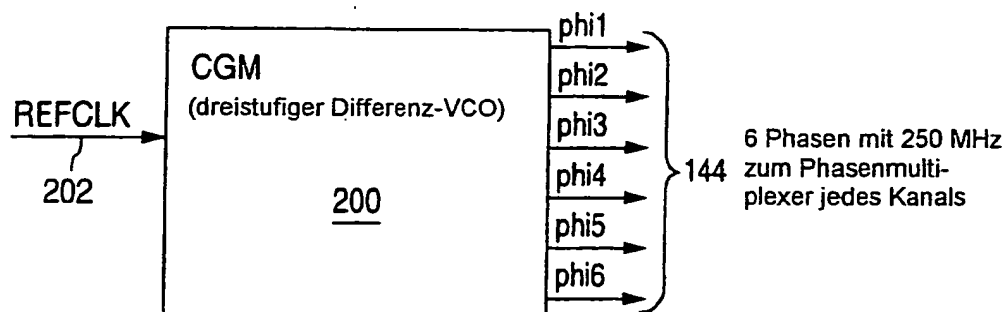 phi1
CGM
(dreistufiger Differenz-VCO)
phi2
REFCLK
phi3
202
200
phi4
phi5
phi6
144
6 Phasen mit 250 MHz
zum Phasenmulti-
plexer jedes Kanals